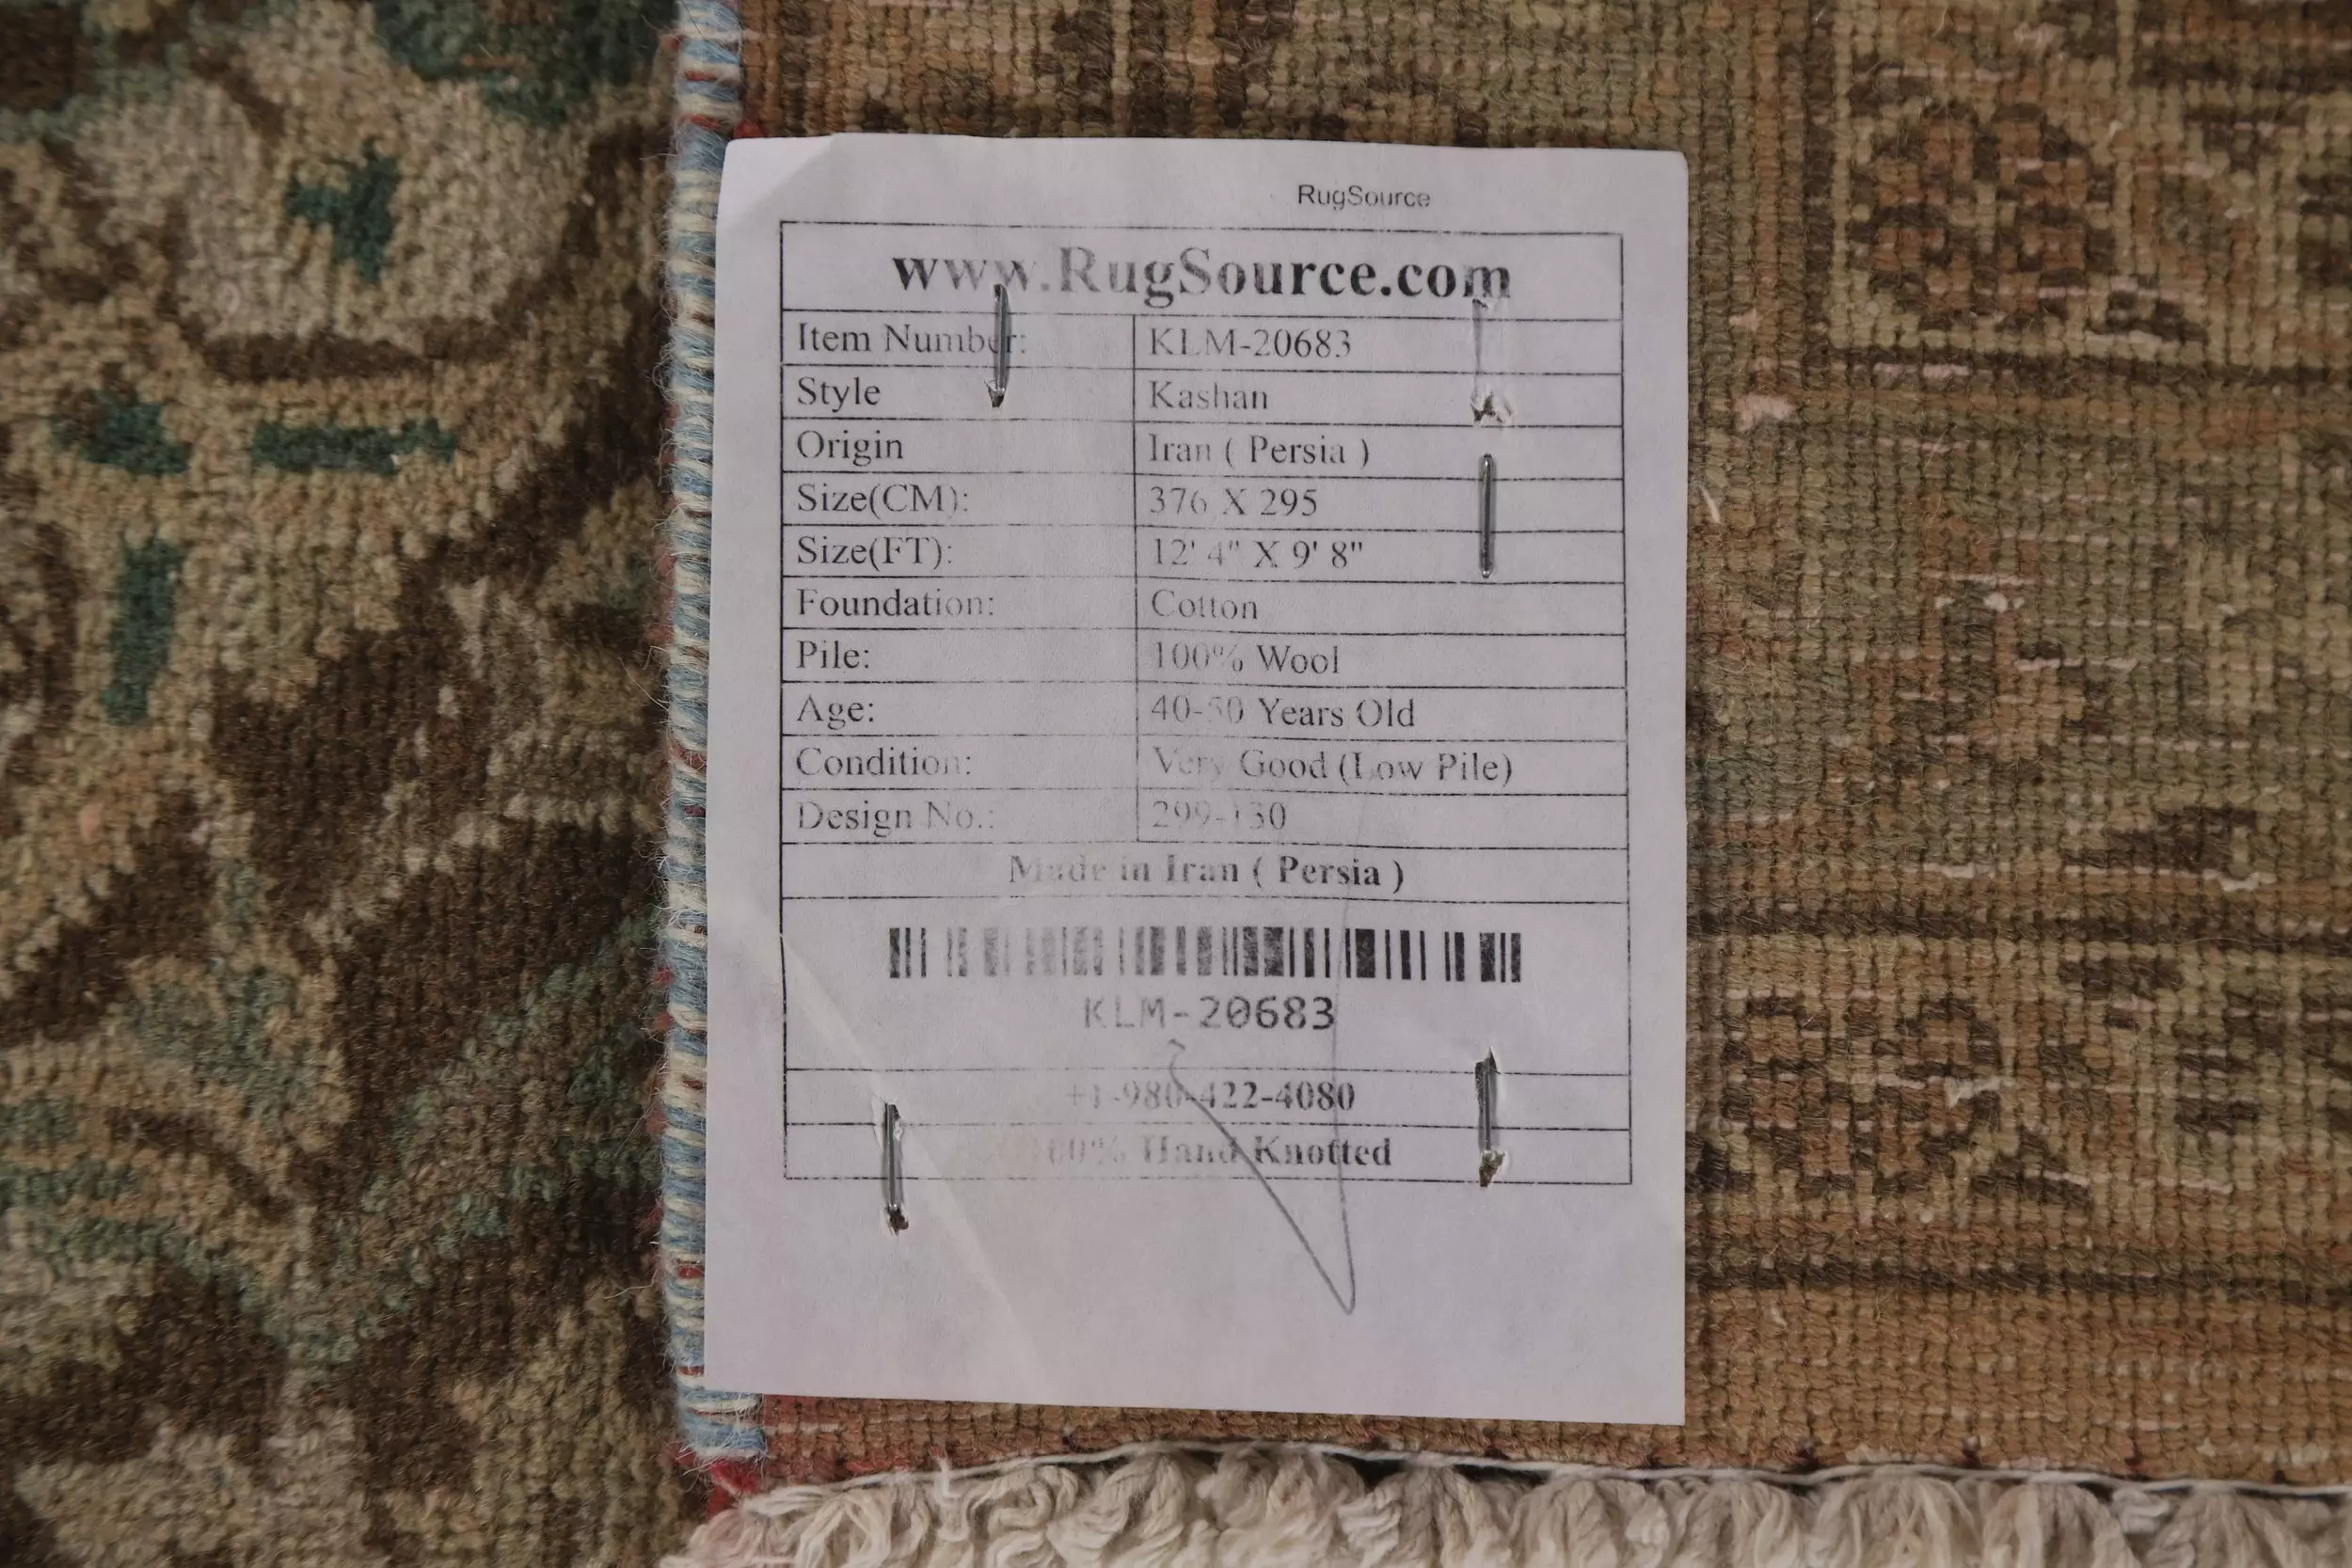 RugSource
www.RugSource.com
Item Number: KLM-20683
Style Kashan
Origin Iran ( Persia )
Size(CM): 376 X 295
Size(FT): 12' 4" X 9' 8"
Foundation: Cotton
Pile: 100% Wool
Age: 40-50 Years Old
Condition: Very Good (Low Pile)
Design No.: 299-130
Made in Iran ( Persia )
KLM-20683
+1-980-422-4080
100% Hand Knotted